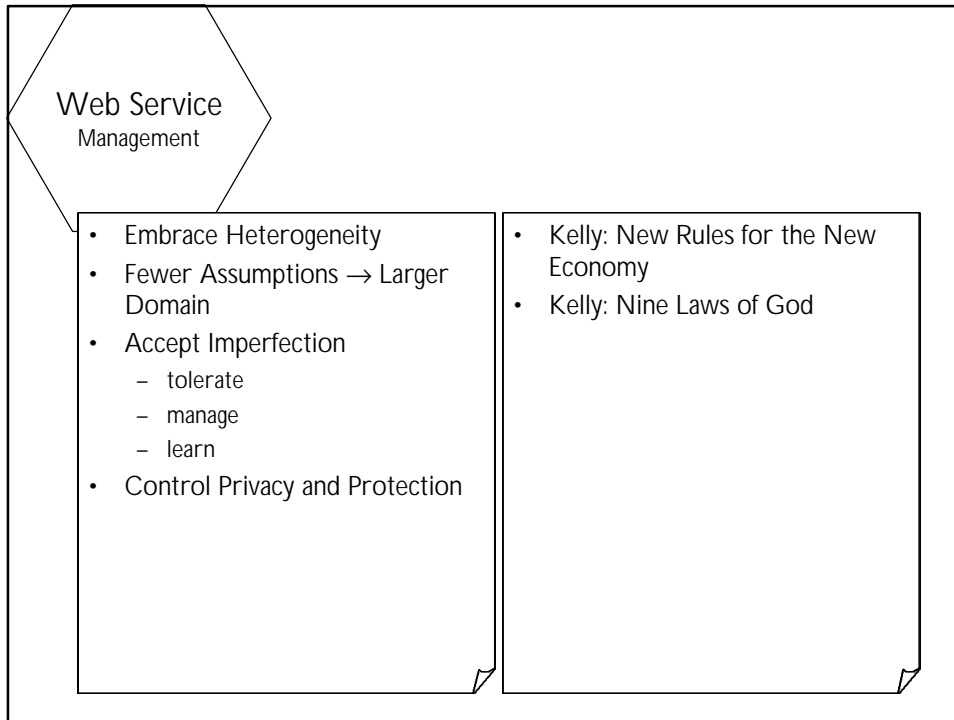 Web Service
Management
• Embrace Heterogeneity
• Fewer Assumptions → Larger
Domain
• Accept Imperfection
– tolerate
– manage
– learn
• Control Privacy and Protection
• Kelly: New Rules for the New
Economy
• Kelly: Nine Laws of God